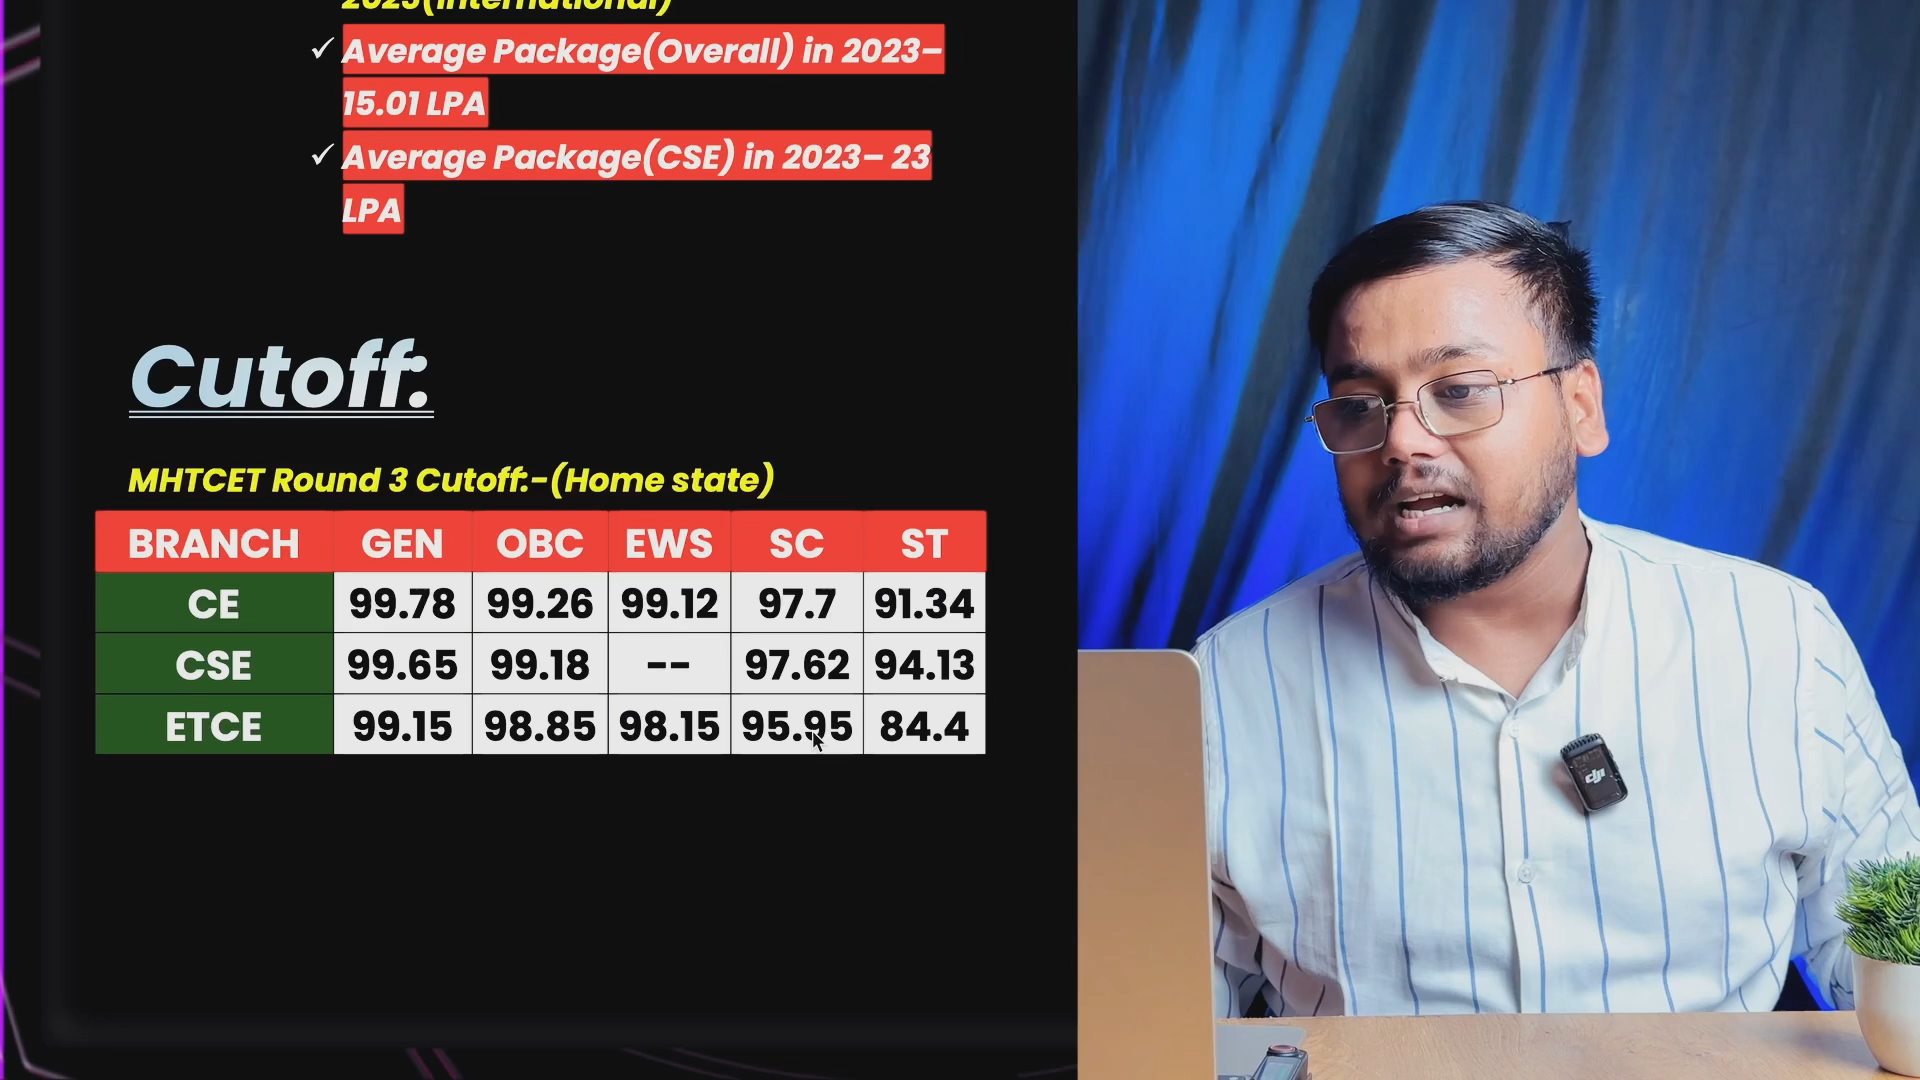 2023(International)
✓ Average Package(Overall) in 2023–
15.01 LPA
✓ Average Package(CSE) in 2023– 23
LPA
Cutoff:
MHTCET Round 3 Cutoff:-(Home state)
BRANCH GEN OBC EWS SC ST
CE 99.78 99.26 99.12 97.7 91.34
CSE 99.65 99.18 -- 97.62 94.13
ETCE 99.15 98.85 98.15 95.95 84.4
dji